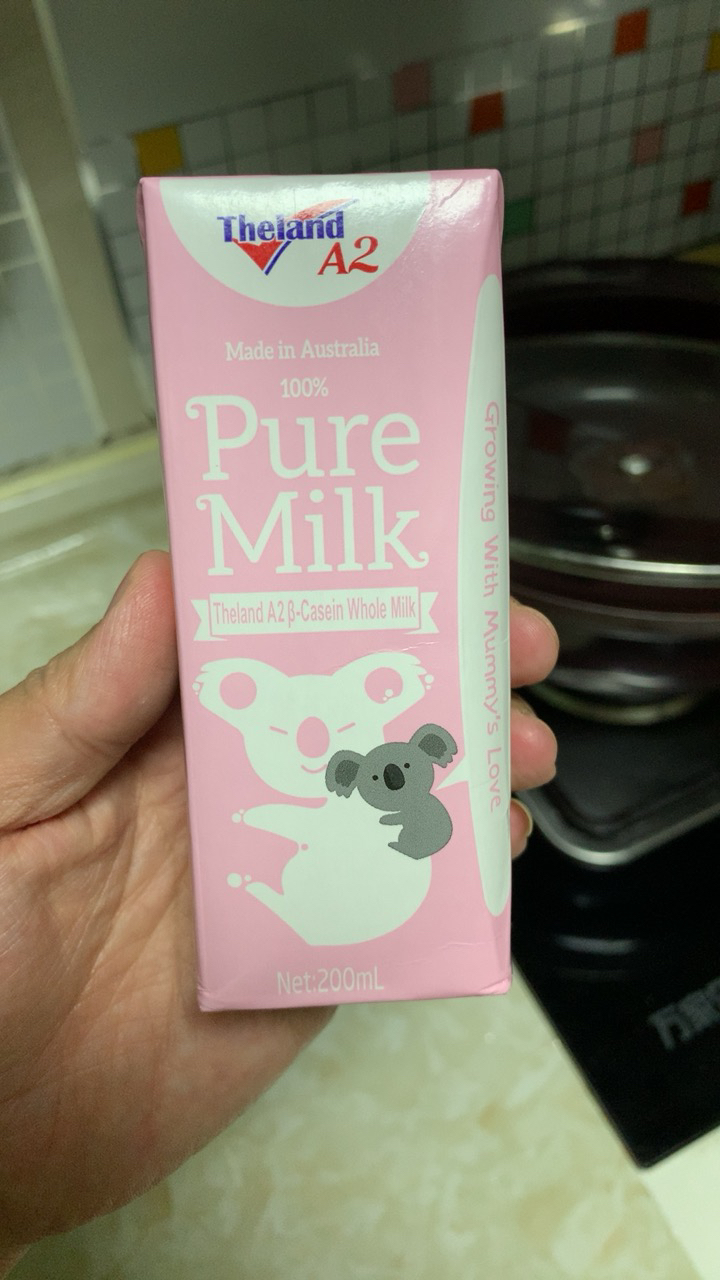 Theland
A2
Made in Australia
100%
Pure
Milk
Theland A2 β-Casein Whole Milk
Growing With Mummy's Love
Net:200mL